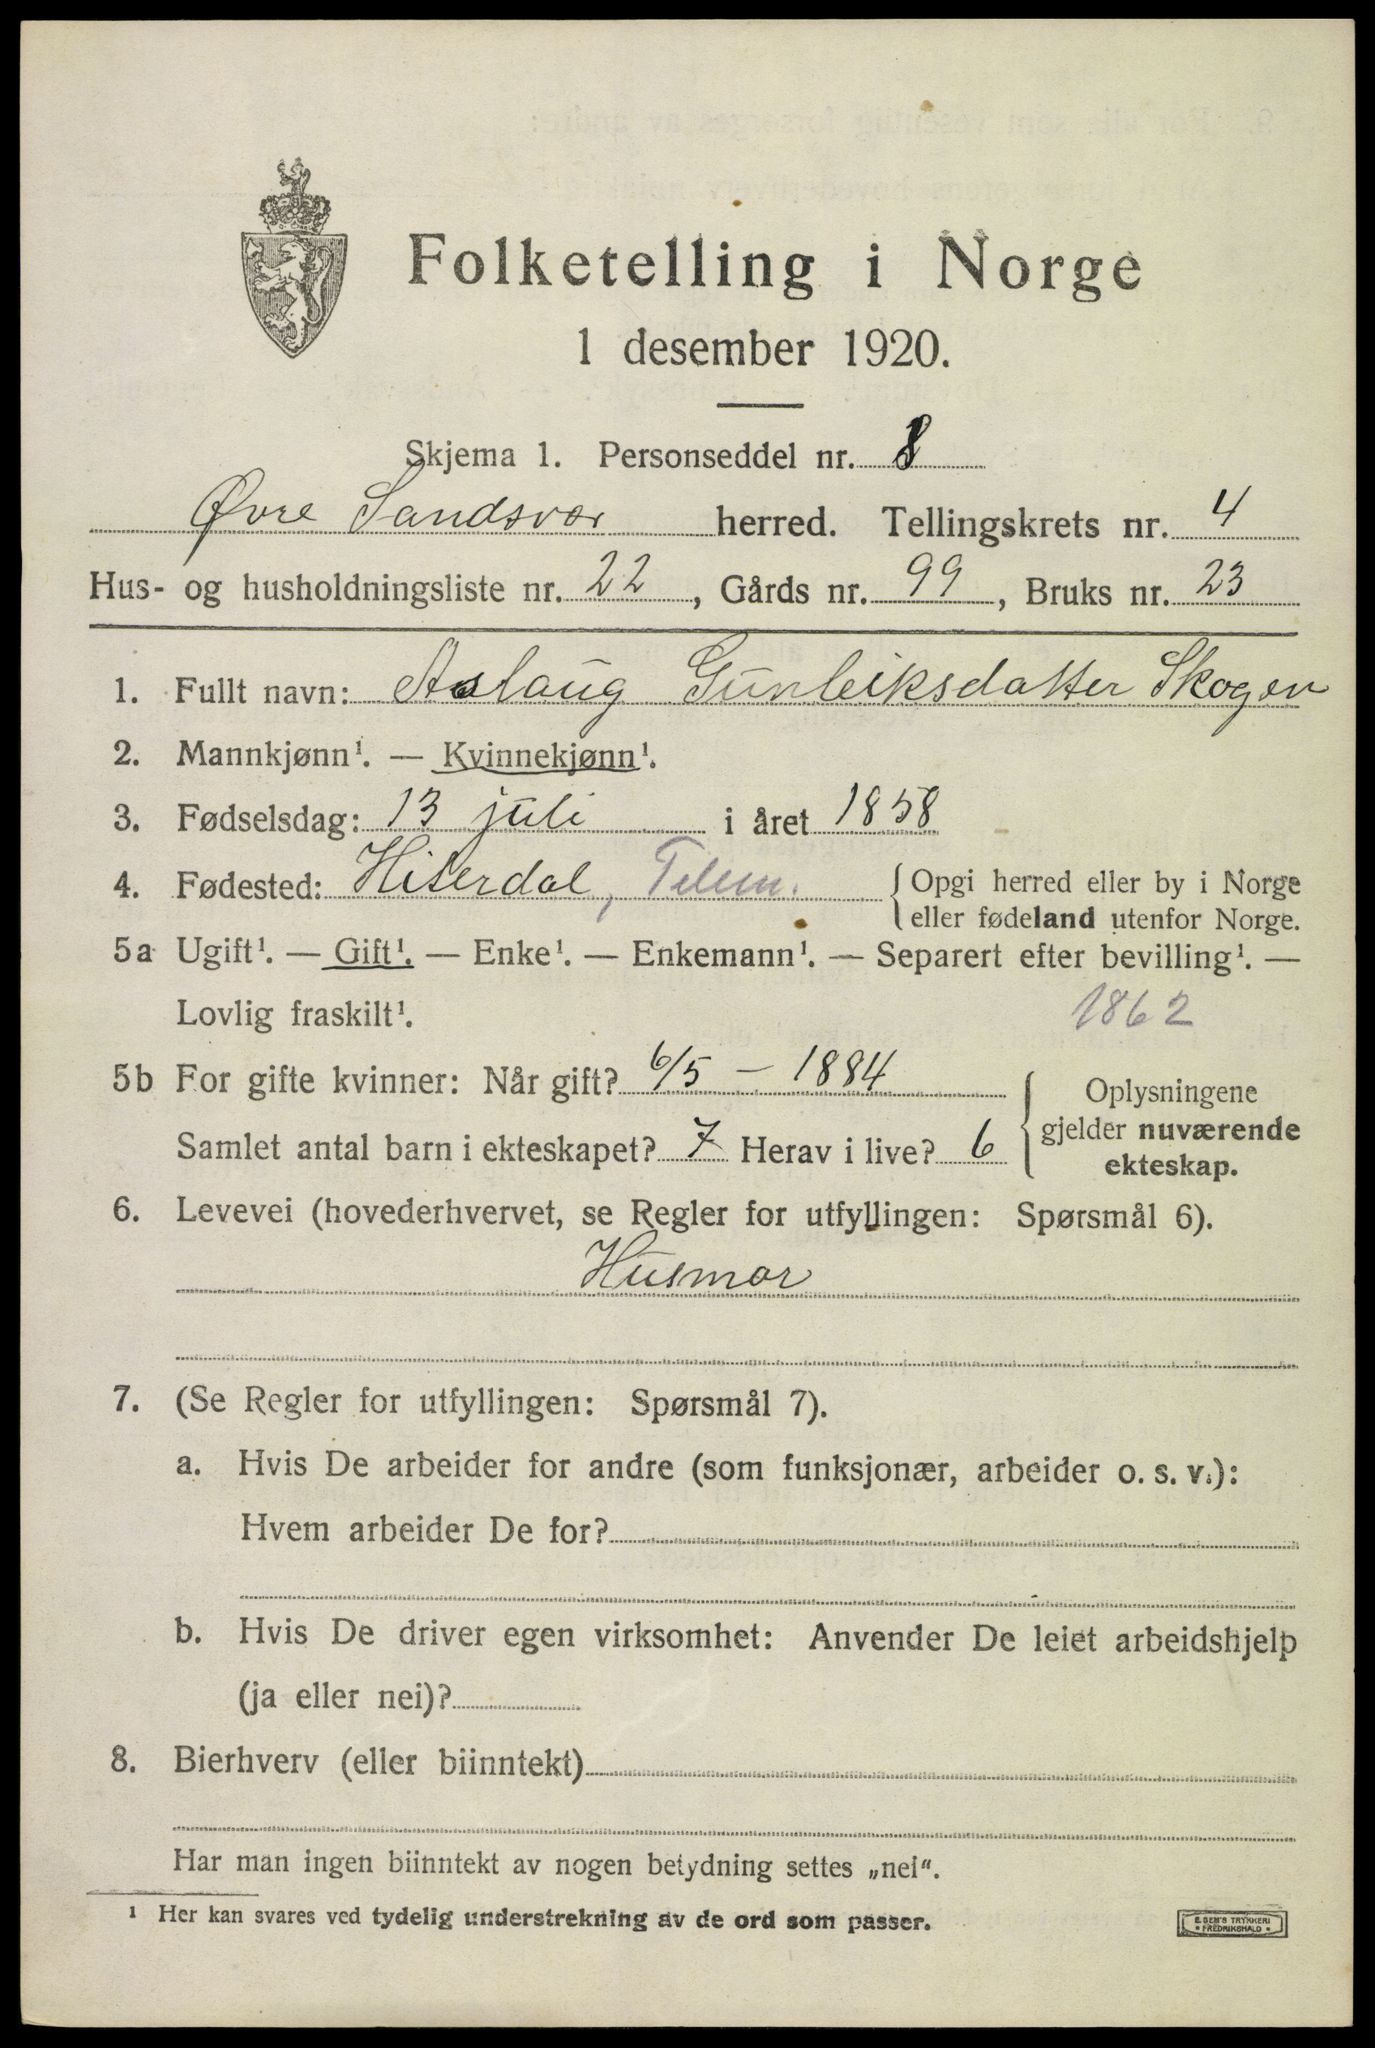 Folketelling i Norge
1 desember 1920.
Skjema 1. Personseddel nr. 8
Øvre Sandsvær herred. Tellingskrets nr. 4
Hus- og husholdningsliste nr. 22, Gårds nr. 99, Bruks nr. 23
1. Fullt navn: Aslaug Gunleiksdatter Skogen
2. Mannkjønn¹. — Kvinnekjønn¹.
3. Fødselsdag: 13 juli i året 1858
4. Fødested: Hiterdal, Telem. { Opgi herred eller by i Norge
eller fødeland utenfor Norge.
5a Ugift¹. — Gift¹. — Enke¹. — Enkemann¹. — Separert efter bevilling¹. —
Lovlig fraskilt¹. 1862
5b For gifte kvinner: Når gift? 6/5 — 1884
Samlet antal barn i ekteskapet? 7 Herav i live? 6
{ Oplysningene
gjelder nuværende
ekteskap.
6. Levevei (hovederhvervet, se Regler for utfyllingen: Spørsmål 6).
Husmor
7. (Se Regler for utfyllingen: Spørsmål 7).
a. Hvis De arbeider for andre (som funksjonær, arbeider o. s. v.):
Hvem arbeider De for?
b. Hvis De driver egen virksomhet: Anvender De leiet arbeidshjelp
(ja eller nei)?
8. Bierhverv (eller biinntekt)
Har man ingen biinntekt av nogen betydning settes „nei“.
¹ Her kan svares ved tydelig understrekning av de ord som passer.
E. SEM'S TRYKKERI
• FREDRIKSHALD •